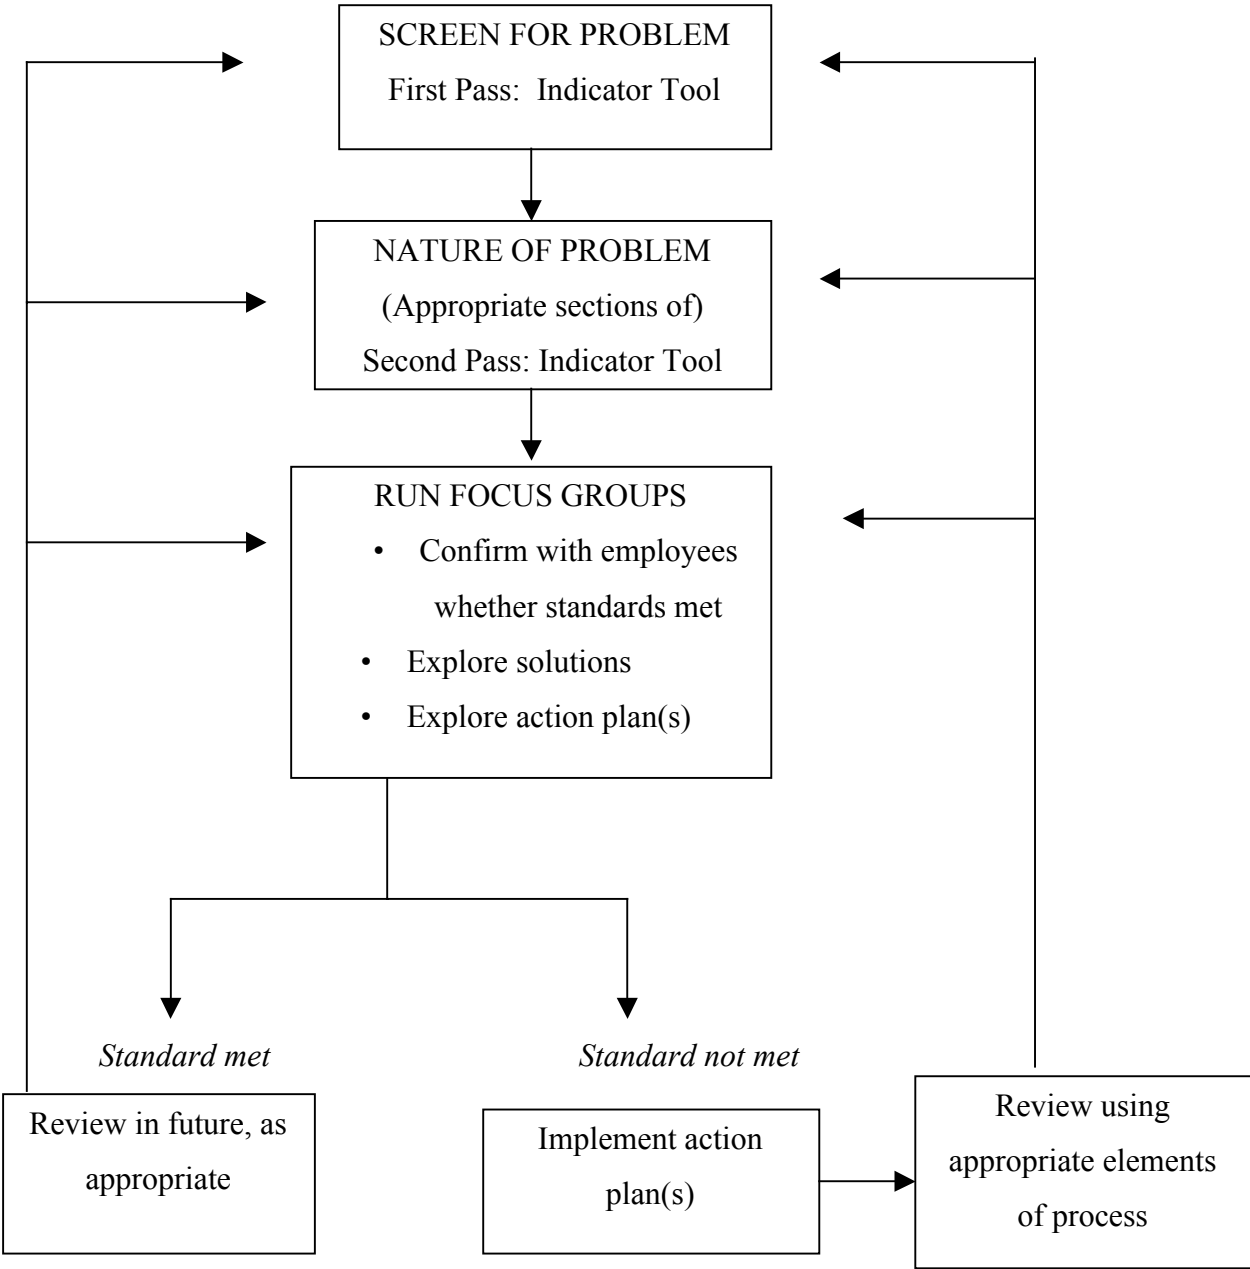 SCREEN FOR PROBLEM
First Pass:  Indicator Tool
NATURE OF PROBLEM
(Appropriate sections of)
Second Pass: Indicator Tool
RUN FOCUS GROUPS
• Confirm with employees
whether standards met
• Explore solutions
• Explore action plan(s)
Standard met
Standard not met
Review in future, as
appropriate
Implement action
plan(s)
Review using
appropriate elements
of process